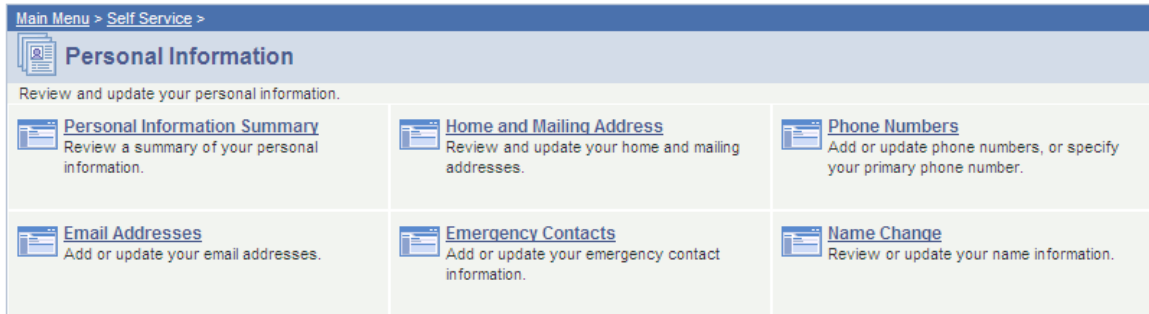 Main Menu > Self Service >
Personal Information
Review and update your personal information.
Personal Information Summary
Review a summary of your personal
information.
Home and Mailing Address
Review and update your home and mailing
addresses.
Phone Numbers
Add or update phone numbers, or specify
your primary phone number.
Email Addresses
Add or update your email addresses.
Emergency Contacts
Add or update your emergency contact
information.
Name Change
Review or update your name information.